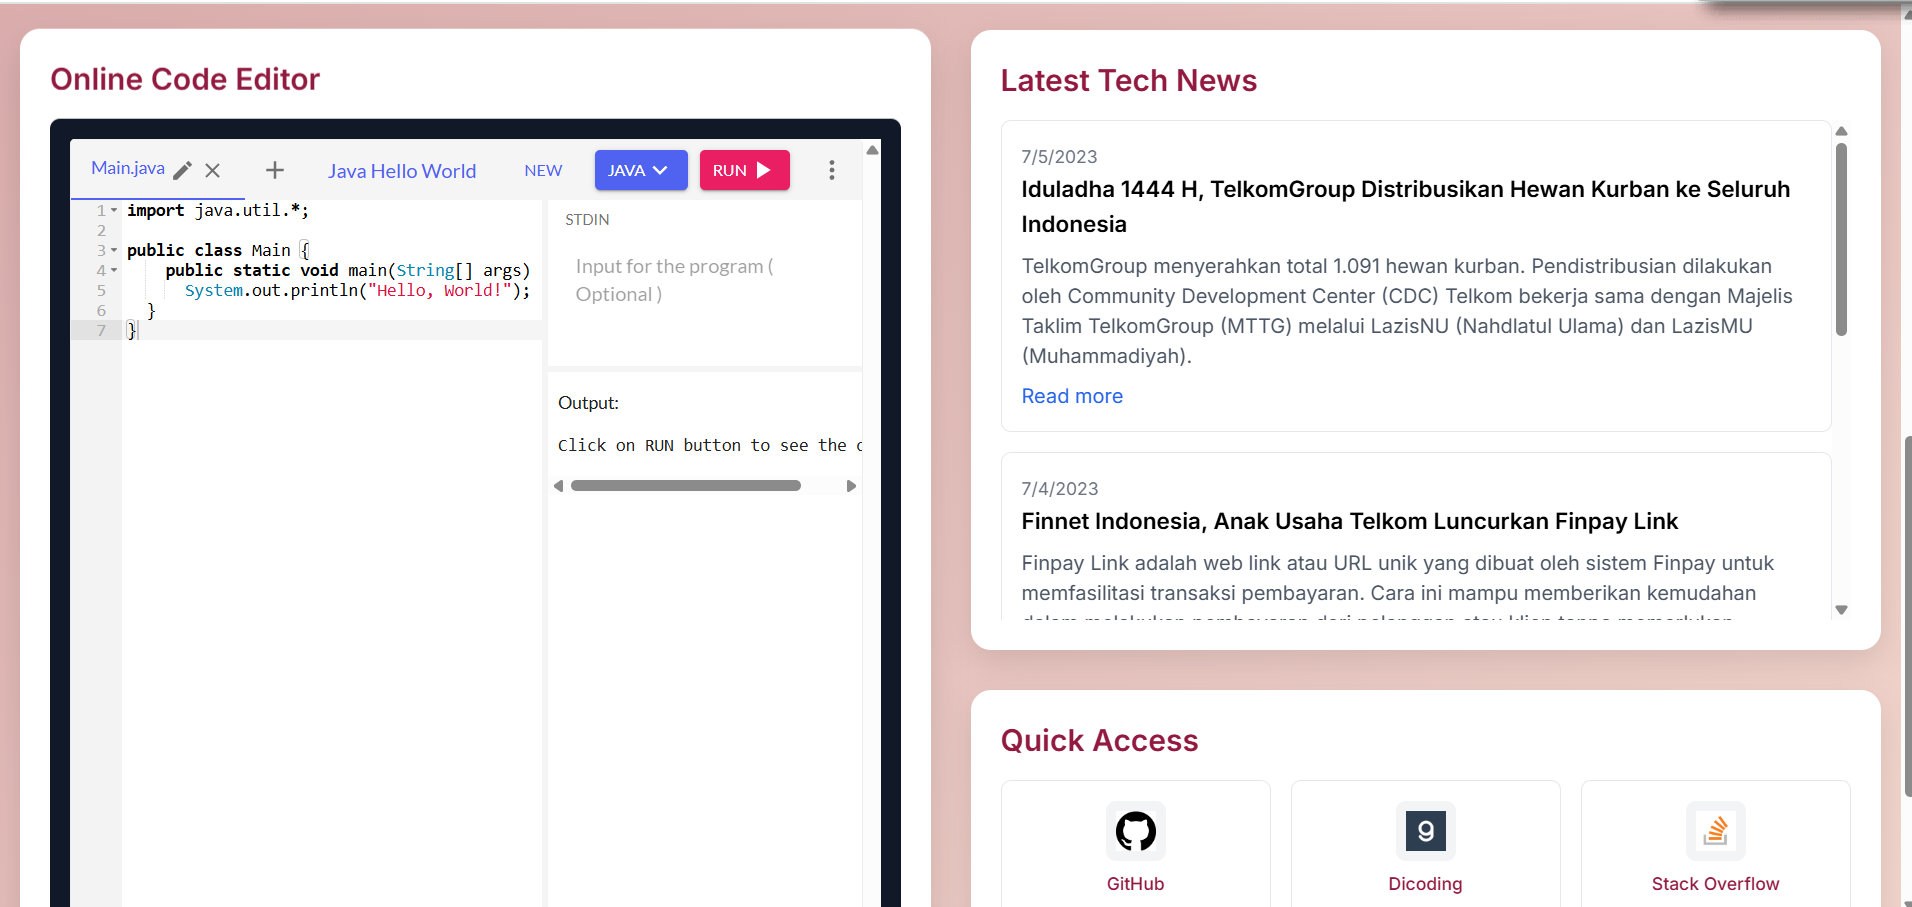 Online Code Editor
Main.java
Java Hello World
NEW
JAVA
RUN
1 import java.util.*;
2
3 public class Main {
4 public static void main(String[] args)
5 System.out.println("Hello, World!");
6 }
7 }
STDIN
Input for the program (
Optional )
Output:
Click on RUN button to see the
Latest Tech News
7/5/2023
Iduladha 1444 H, TelkomGroup Distribusikan Hewan Kurban ke Seluruh
Indonesia
TelkomGroup menyerahkan total 1.091 hewan kurban. Pendistribusian dilakukan
oleh Community Development Center (CDC) Telkom bekerja sama dengan Majelis
Taklim TelkomGroup (MTTG) melalui LazisNU (Nahdlatul Ulama) dan LazisMU
(Muhammadiyah).
Read more
7/4/2023
Finnet Indonesia, Anak Usaha Telkom Luncurkan Finpay Link
Finpay Link adalah web link atau URL unik yang dibuat oleh sistem Finpay untuk
memfasilitasi transaksi pembayaran. Cara ini mampu memberikan kemudahan
Quick Access
GitHub
Dicoding
Stack Overflow